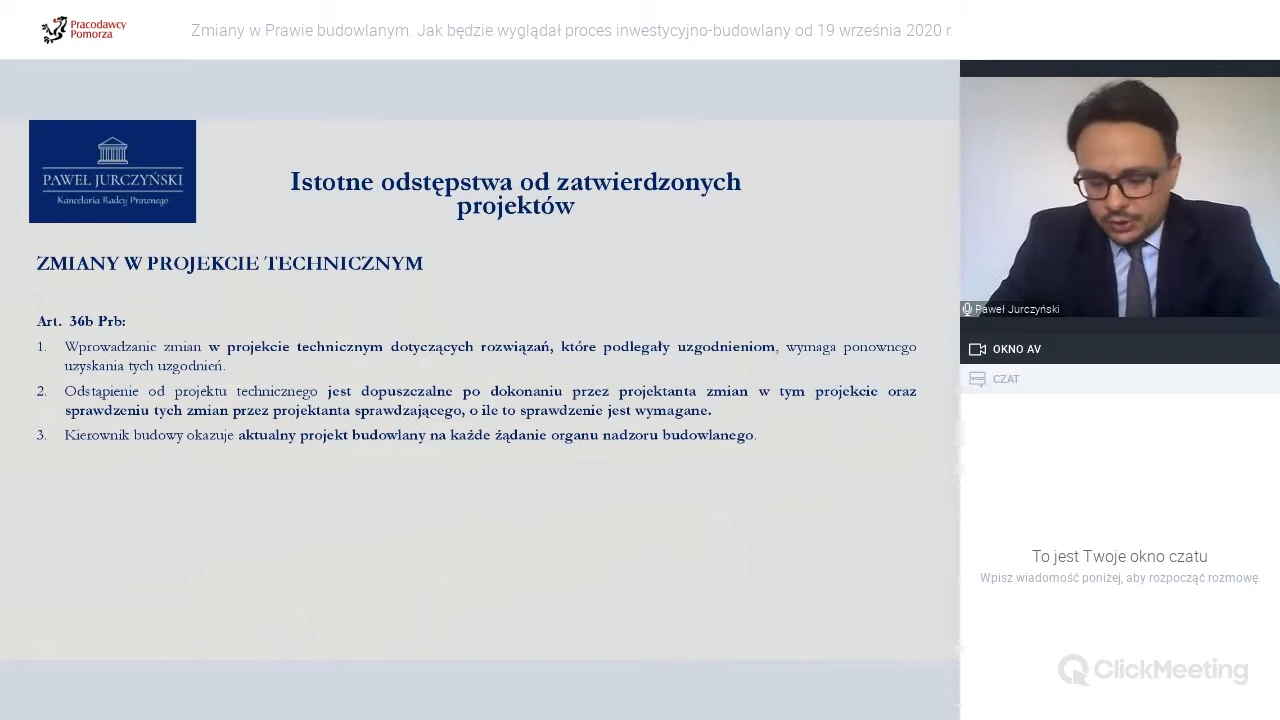 Pracodawcy
Pomorza
Zmiany w Prawie budowlanym. Jak będzie wyglądał proces inwestycyjno-budowlany od 19 września 2020 r.
PAWEŁ JURCZYŃSKI
Kancelaria Radcy Prawnego
Istotne odstępstwa od zatwierdzonych
projektów
ZMIANY W PROJEKCIE TECHNICZNYM
Art. 36b Prb:
1. Wprowadzanie zmian w projekcie technicznym dotyczących rozwiązań, które podlegały uzgodnieniom, wymaga ponownego
uzyskania tych uzgodnień.
2. Odstąpienie od projektu technicznego jest dopuszczalne po dokonaniu przez projektanta zmian w tym projekcie oraz
sprawdzeniu tych zmian przez projektanta sprawdzającego, o ile to sprawdzenie jest wymagane.
3. Kierownik budowy okazuje aktualny projekt budowlany na każde żądanie organu nadzoru budowlanego.
Paweł Jurczyński
OKNO AV
CZAT
To jest Twoje okno czatu
Wpisz wiadomość poniżej, aby rozpocząć rozmowę.
ClickMeeting